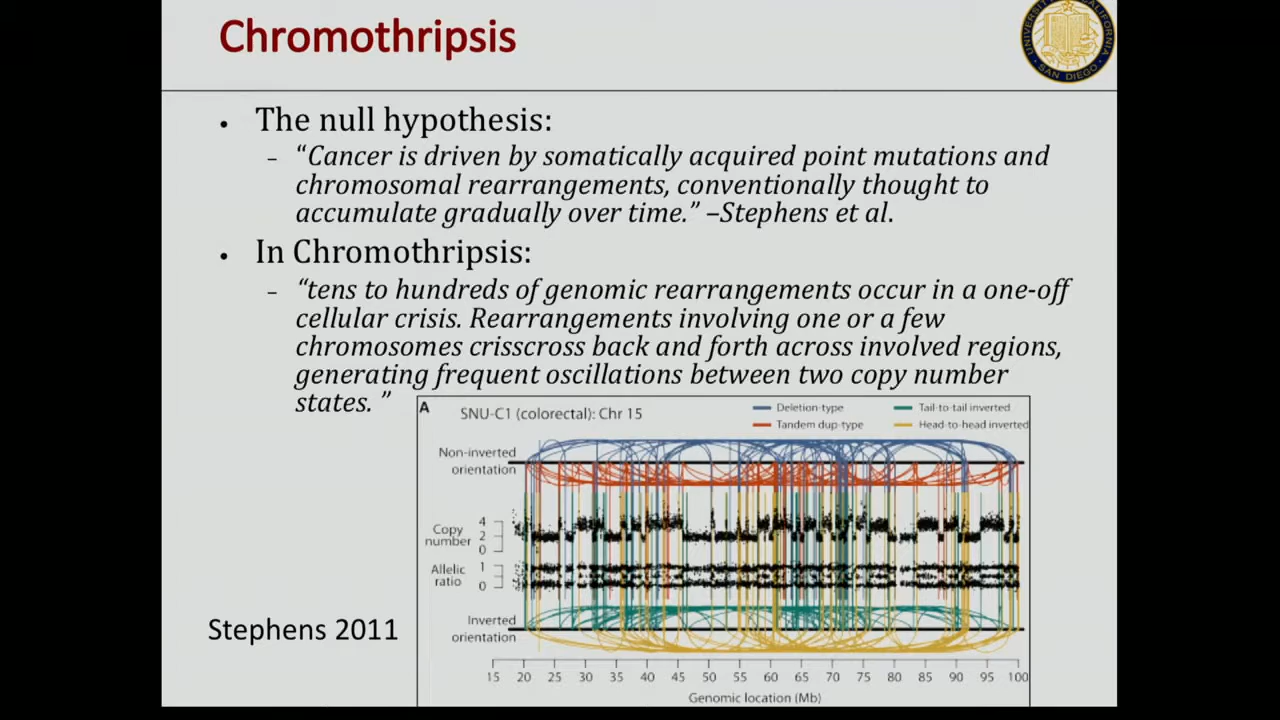 Chromothripsis
UNIVERSITY OF CALIFORNIA
SAN DIEGO
• The null hypothesis:
– “Cancer is driven by somatically acquired point mutations and
chromosomal rearrangements, conventionally thought to
accumulate gradually over time.” –Stephens et al.
• In Chromothripsis:
– “tens to hundreds of genomic rearrangements occur in a one-off
cellular crisis. Rearrangements involving one or a few
chromosomes crisscross back and forth across involved regions,
generating frequent oscillations between two copy number
states. ”
A
SNU-C1 (colorectal): Chr 15
Deletion-type
Tail-to-tail inverted
Tandem dup-type
Head-to-head inverted
Non-inverted
orientation
Copy
number
4
2
0
Allelic
ratio
1
0
Inverted
orientation
Stephens 2011
15 20 25 30 35 40 45 50 55 60 65 70 75 80 85 90 95 100
Genomic location (Mb)